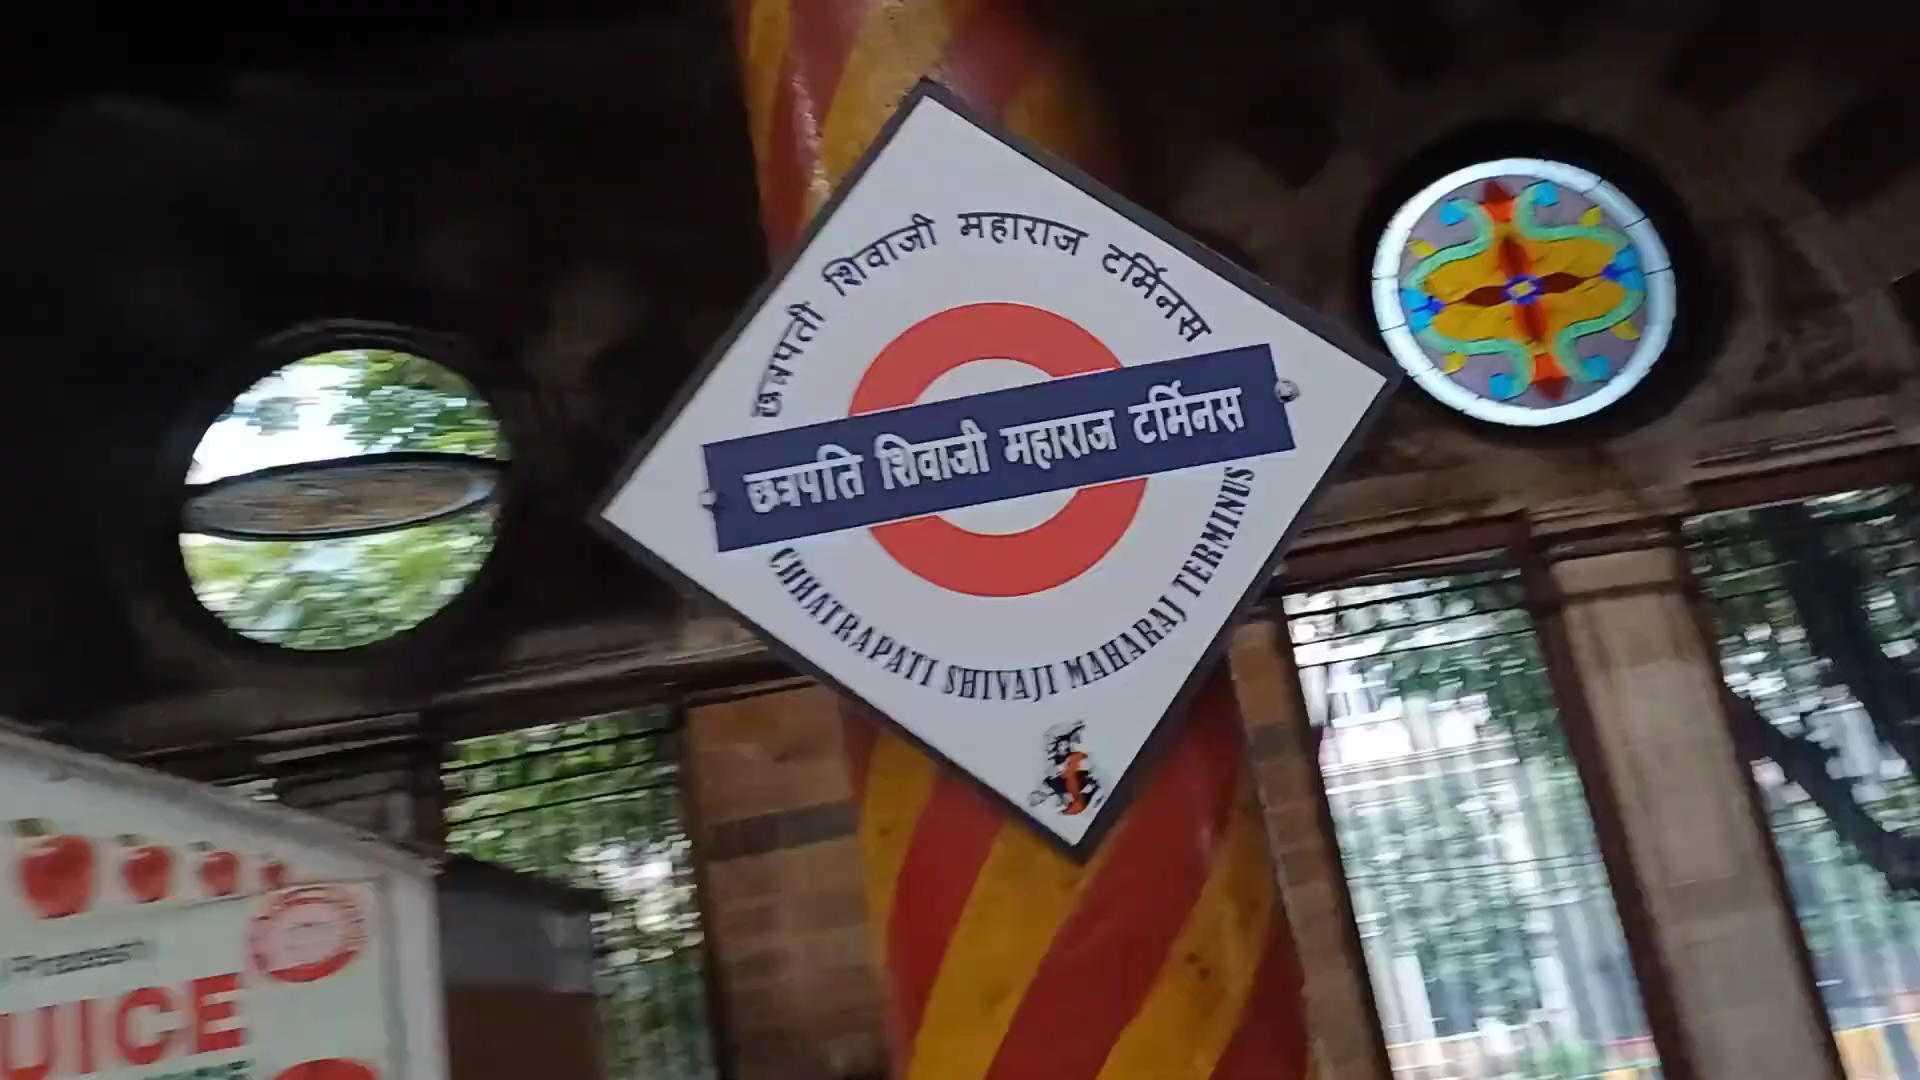 छत्रपती शिवाजी महाराज टर्मिनस
छत्रपति शिवाजी महाराज टर्मिनस
CHHATRAPATI SHIVAJI MAHARAJ TERMINUS
UICE